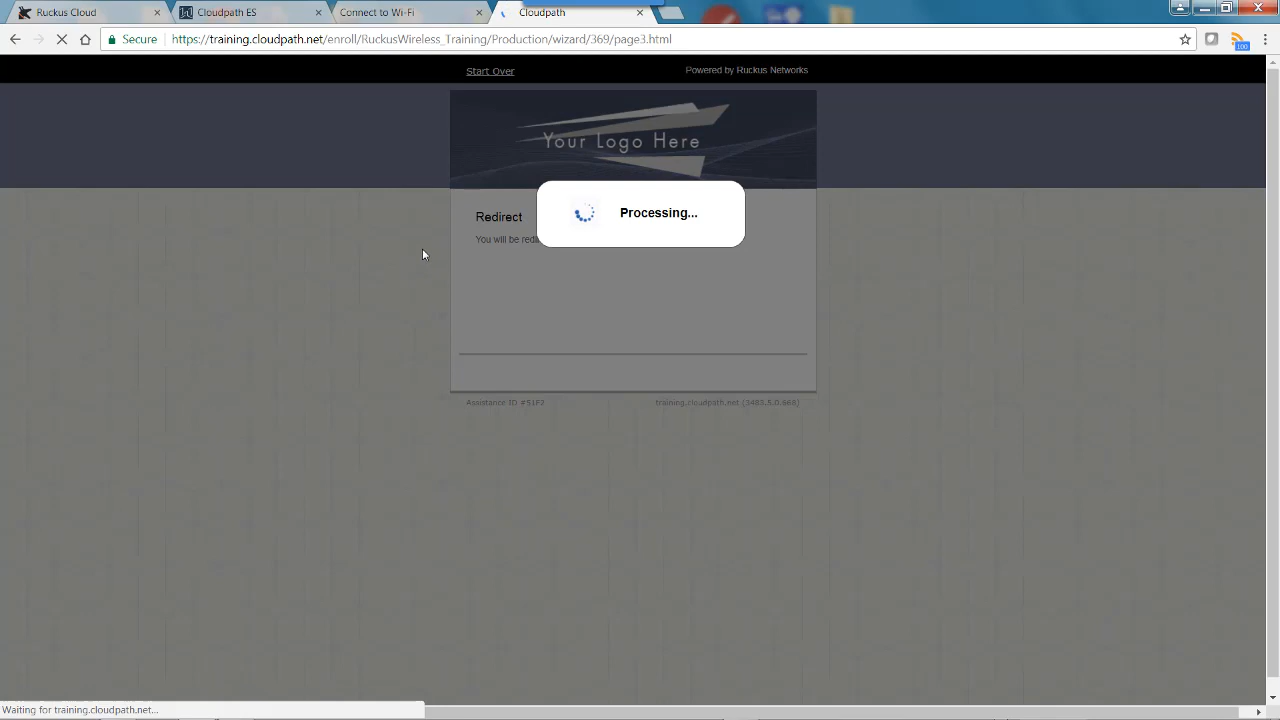 Ruckus Cloud
Cloudpath ES
Connect to Wi-Fi
Cloudpath
Secure
https://training.cloudpath.net/enroll/RuckusWireless_Training/Production/wizard/369/page3.html
100
Start Over
Powered by Ruckus Networks
Your Logo Here
Processing...
Redirect
You will be redi
Assistance ID #51F2
training.cloudpath.net (3483.5.0.868)
Waiting for training.cloudpath.net...